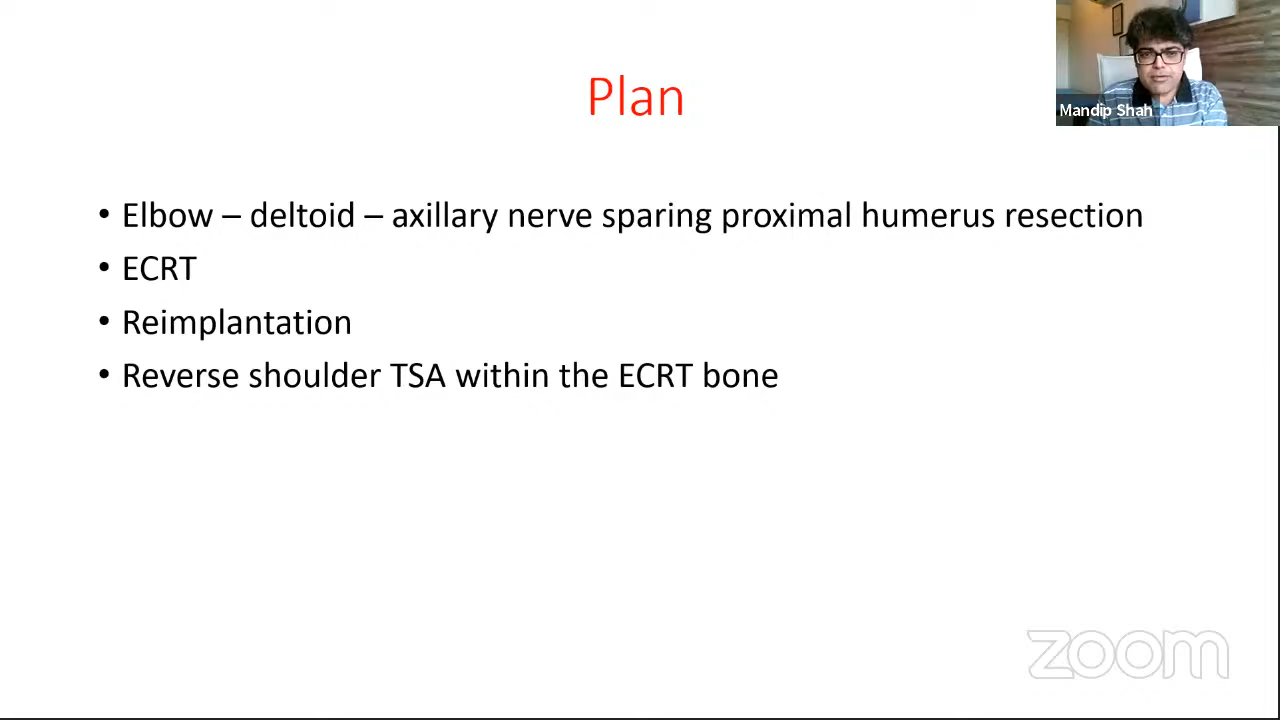 Plan
Mandip Shah
• Elbow – deltoid – axillary nerve sparing proximal humerus resection
• ECRT
• Reimplantation
• Reverse shoulder TSA within the ECRT bone
zoom